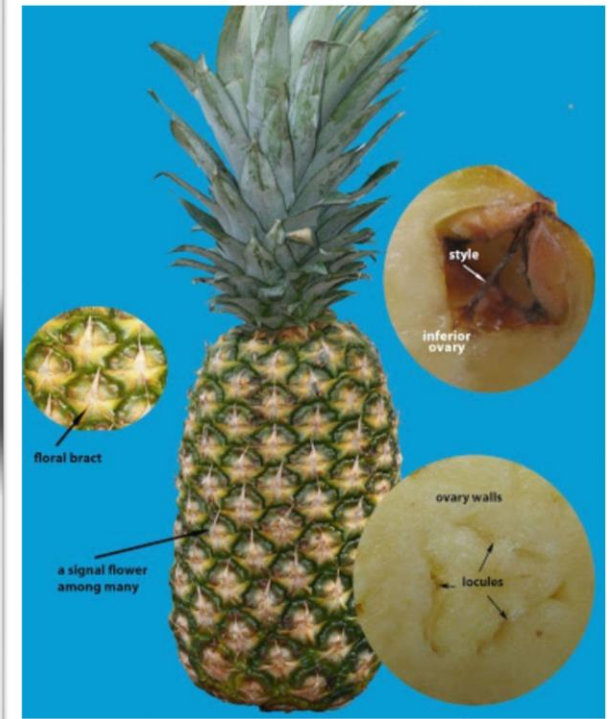 style
inferior
ovary
floral bract
ovary walls
locules
a signal flower
among many